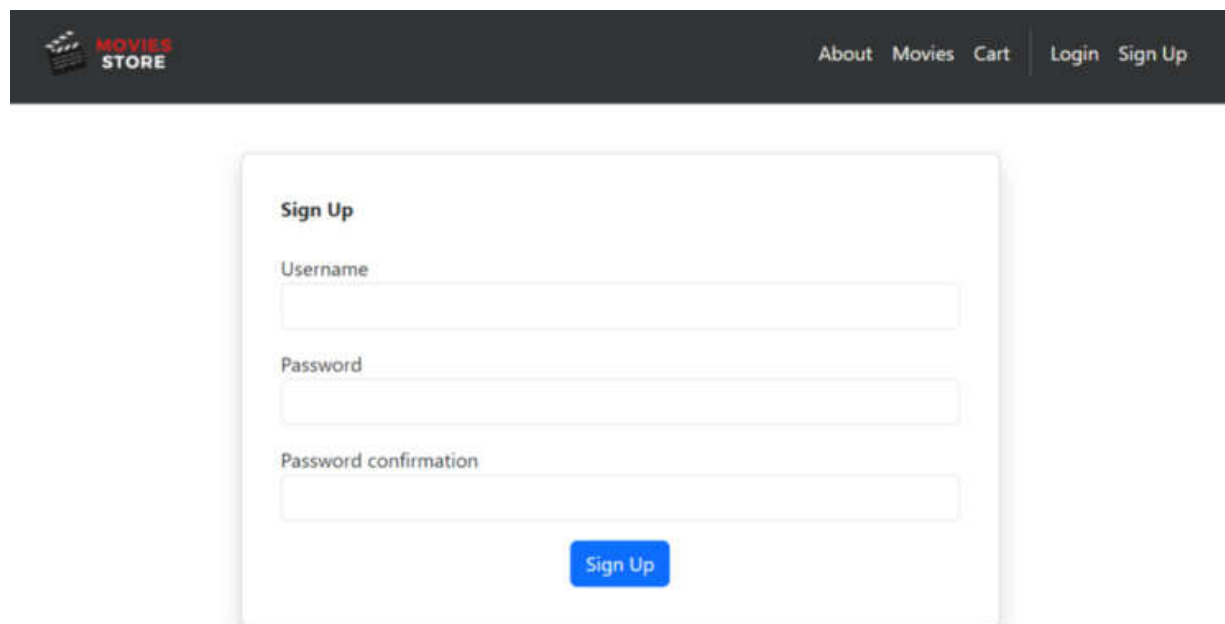 MOVIES
STORE
About Movies Cart Login Sign Up
Sign Up
Username
Password
Password confirmation
Sign Up